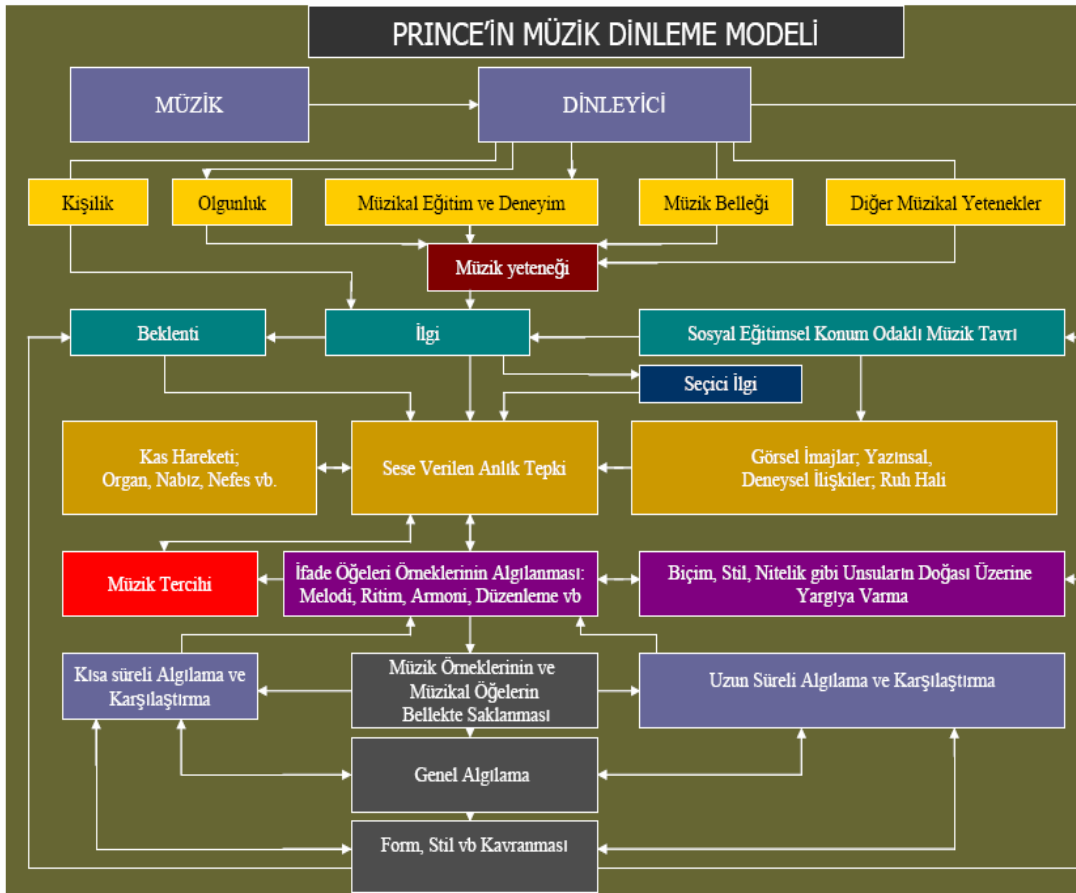 PRINCE’İN MÜZİK DİNLEME MODELİ
MÜZİK
DİNLEYİCİ
Kişilik
Olgunluk
Müzikal Eğitim ve Deneyim
Müzik Belleği
Diğer Müzikal Yetenekler
Müzik yeteneği
Beklenti
İlgi
Sosyal Eğitimsel Konum Odaklı Müzik Tavrı
Seçici İlgi
Kas Hareketi;
Organ, Nabız, Nefes vb.
Sese Verilen Anlık Tepki
Görsel İmajlar; Yazınsal,
Deneysel İlişkiler; Ruh Hali
Müzik Tercihi
İfade Öğeleri Örneklerinin Algılanması:
Melodi, Ritim, Armoni, Düzenleme vb
Biçim, Stil, Nitelik gibi Unsuların Doğası Üzerine
Yargıya Varma
Kısa süreli Algılama ve
Karşılaştırma
Müzik Örneklerinin ve
Müzikal Öğelerin
Bellekte Saklanması
Uzun Süreli Algılama ve Karşılaştırma
Genel Algılama
Form, Stil vb Kavranması